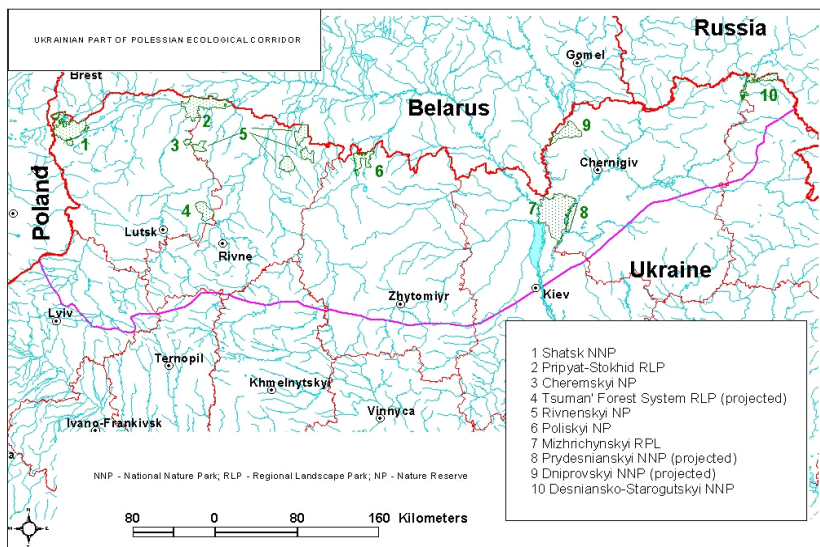 UKRAINIAN PART OF POLESSIAN ECOLOGICAL CORRIDOR
Russia
Gomel
Brest
Belarus
10
2
9
1
3
5
6
Chernigiv
Poland
4
7
8
Lutsk
Rivne
Ukraine
Kiev
Zhytomiyr
Lyiv
Ternopil
Khmelnytskyi
Vinnyca
Ivano-Frankivsk
a
1 Shatsk NNP
2 Pripyat-Stokhid RLP
3 Cheremskyi NP
4 Tsuman' Forest System RLP (projected)
5 Rivnenskyi NP
6 Poliskyi NP
7 Mizhrichynskyi RPL
8 Prydesnianskyi NNP (projected)
9 Dniprovskyi NNP (projected)
10 Desniansko-Starogutskyi NNP
NNP - National Nature Park; RLP - Regional Landscape Park; NP - Nature Reserve
80 0 80 160 Kilometers